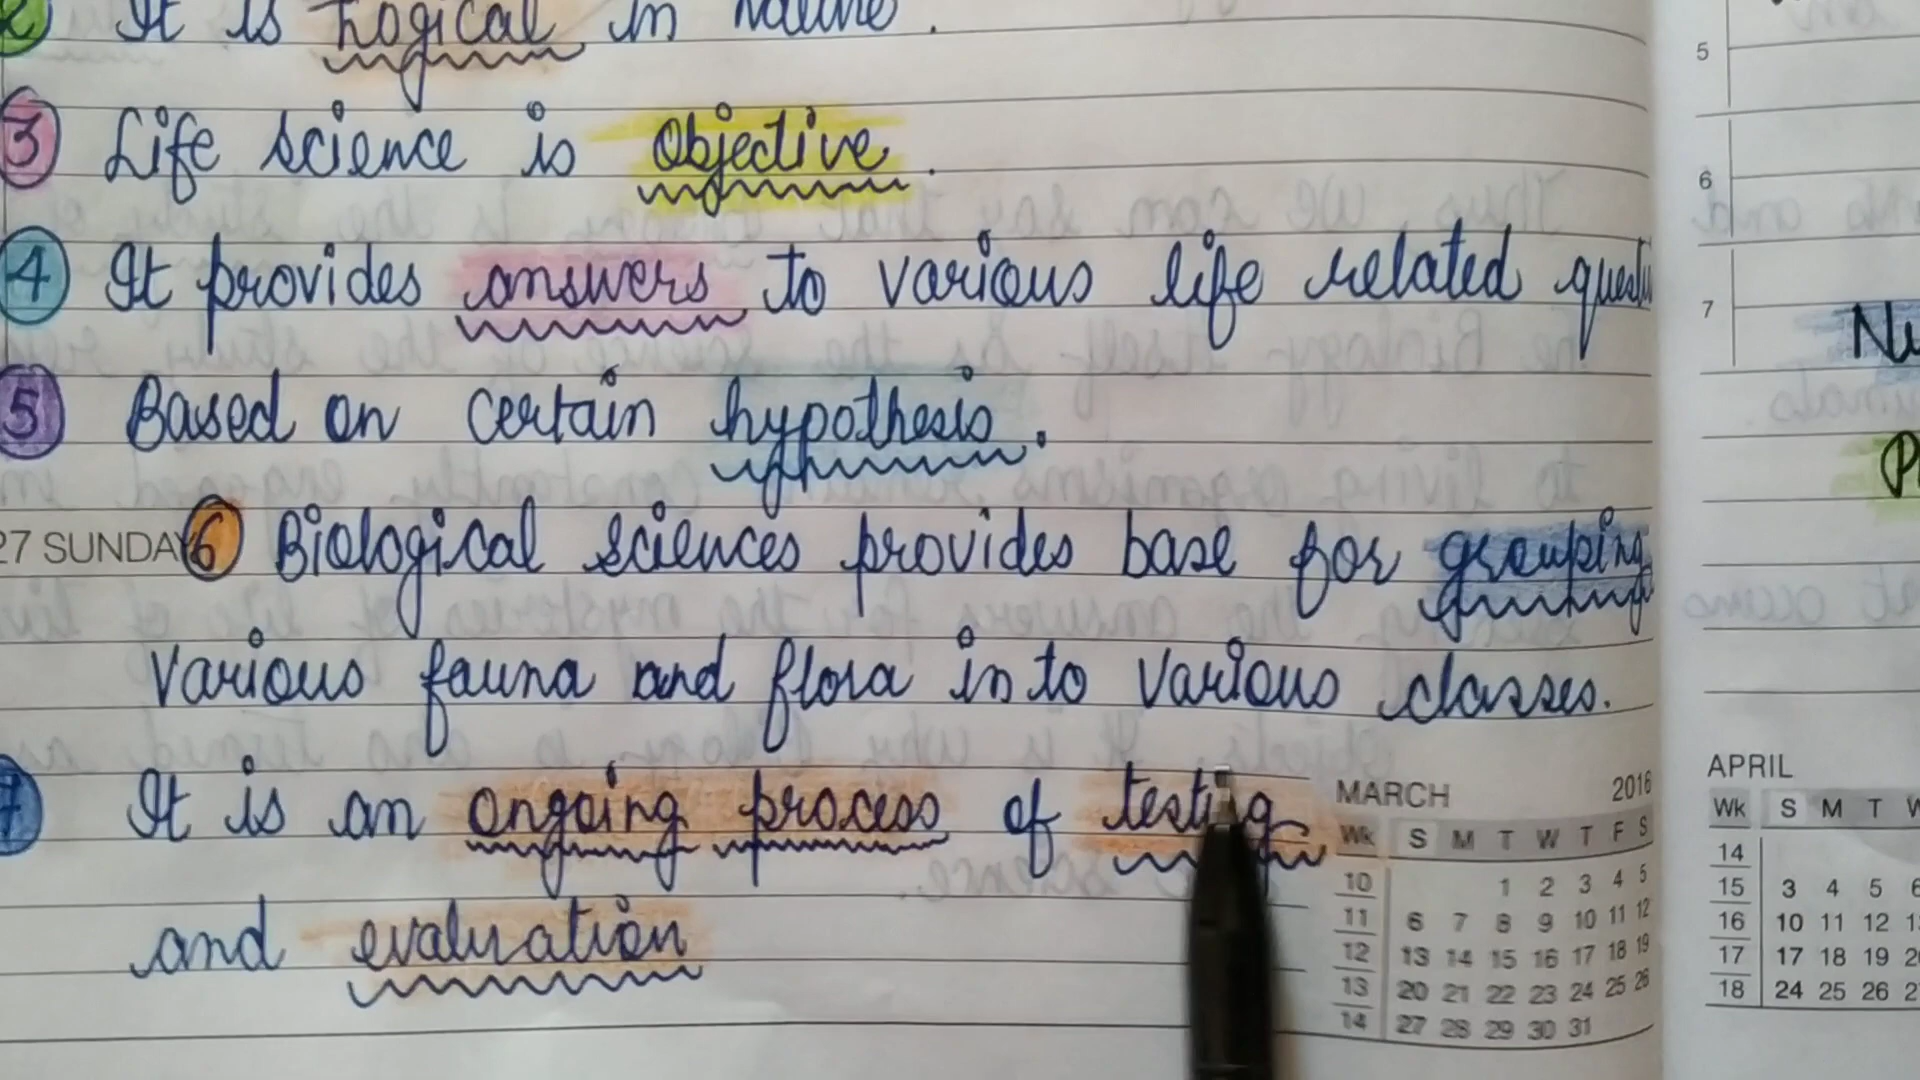 2 It is Logical in nature.
3 Life science is objective.
4 It provides answers to various life related
5 Based on certain hypothesis.
27 SUNDAY 6 Biological sciences provides base for grouping
various fauna and flora in to various classes.
7 It is an ongoing process of testing
and evaluation
MARCH 2016
Wk S M T W T F S
10 1 2 3 4 5
11 6 7 8 9 10 11 12
12 13 14 15 16 17 18 19
13 20 21 22 23 24 25 26
14 27 28 29 30 31
5
6
7
APRIL
Wk S M T
14
15 3 4 5
16 10 11 12
17 17 18 19
18 24 25 26